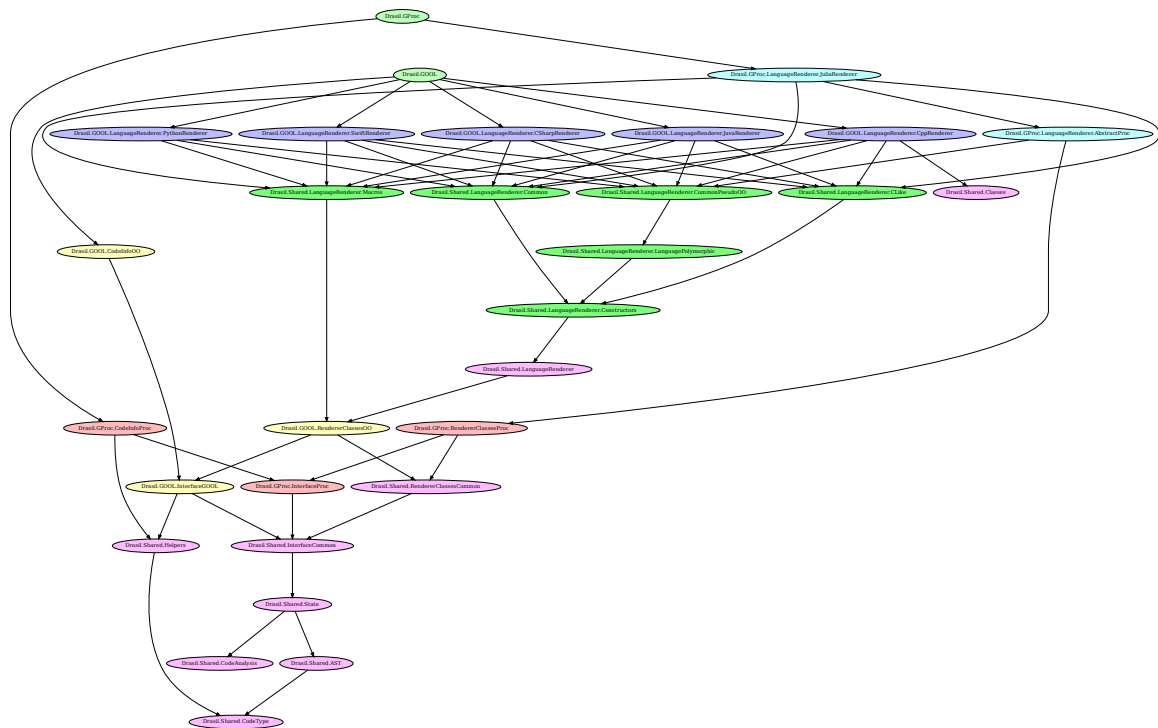 Drasil.GProc
Drasil.GOOL
Drasil.GProc.LanguageRenderer.JuliaRenderer
Drasil.GOOL.LanguageRenderer.PythonRenderer
Drasil.GOOL.LanguageRenderer.SwiftRenderer
Drasil.GOOL.LanguageRenderer.CSharpRenderer
Drasil.GOOL.LanguageRenderer.JavaRenderer
Drasil.GOOL.LanguageRenderer.CppRenderer
Drasil.GProc.LanguageRenderer.AbstractProc
Drasil.Shared.LanguageRenderer.Macros
Drasil.Shared.LanguageRenderer.Common
Drasil.Shared.LanguageRenderer.CommonPseudoOO
Drasil.Shared.LanguageRenderer.CLike
Drasil.Shared.Classes
Drasil.GOOL.CodeInfoOO
Drasil.Shared.LanguageRenderer.LanguagePolymorphic
Drasil.Shared.LanguageRenderer.Constructors
Drasil.Shared.LanguageRenderer
Drasil.GProc.CodeInfoProc
Drasil.GOOL.RendererClassesOO
Drasil.GProc.RendererClassesProc
Drasil.GOOL.InterfaceGOOL
Drasil.GProc.InterfaceProc
Drasil.Shared.RendererClassesCommon
Drasil.Shared.Helpers
Drasil.Shared.InterfaceCommon
Drasil.Shared.State
Drasil.Shared.CodeAnalysis
Drasil.Shared.AST
Drasil.Shared.CodeType